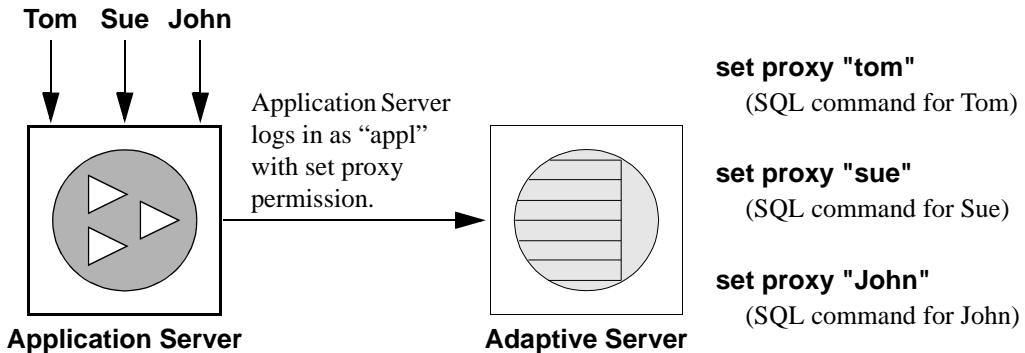 Tom Sue John
Application Server
logs in as “appl”
with set proxy
permission.
Application Server
Adaptive Server
set proxy "tom"
(SQL command for Tom)
set proxy "sue"
(SQL command for Sue)
set proxy "John"
(SQL command for John)